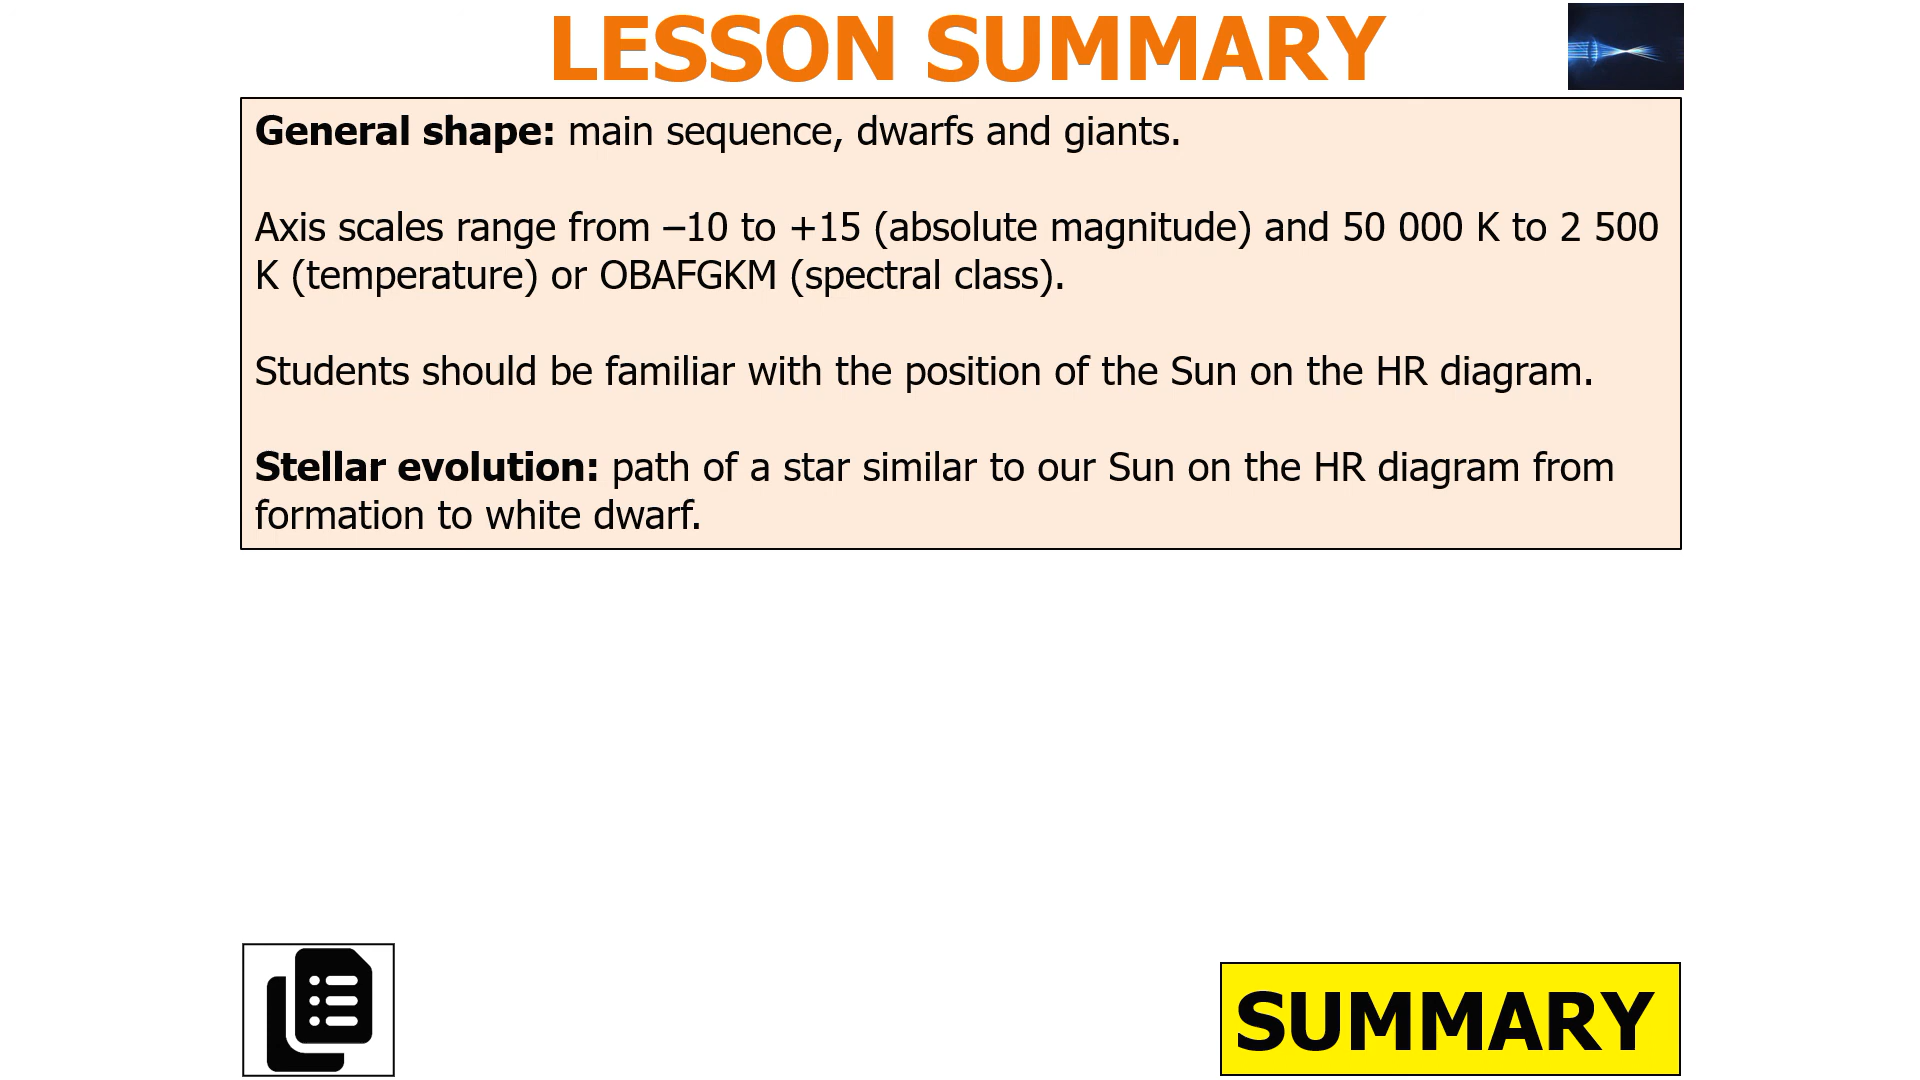 LESSON SUMMARY
General shape: main sequence, dwarfs and giants.
Axis scales range from –10 to +15 (absolute magnitude) and 50 000 K to 2 500
K (temperature) or OBAFGKM (spectral class).
Students should be familiar with the position of the Sun on the HR diagram.
Stellar evolution: path of a star similar to our Sun on the HR diagram from
formation to white dwarf.
SUMMARY